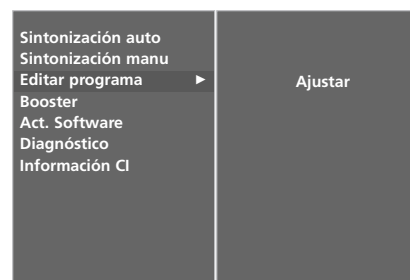 Sintonización auto
Sintonización manu
Editar programa ►
Ajustar
Booster
Act. Software
Diagnóstico
Información CI